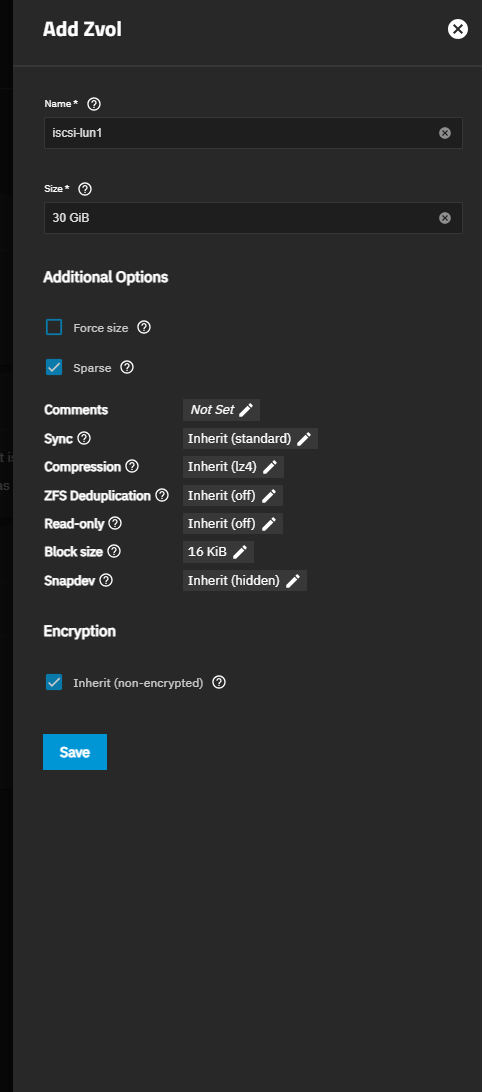 Add Zvol
Name *
iscsi-lun1
Size *
30 GiB
Additional Options
Force size
Sparse
Comments Not Set
Sync Inherit (standard)
Compression Inherit (lz4)
ZFS Deduplication Inherit (off)
Read-only Inherit (off)
Block size 16 KiB
Snapdev Inherit (hidden)
Encryption
Inherit (non-encrypted)
Save